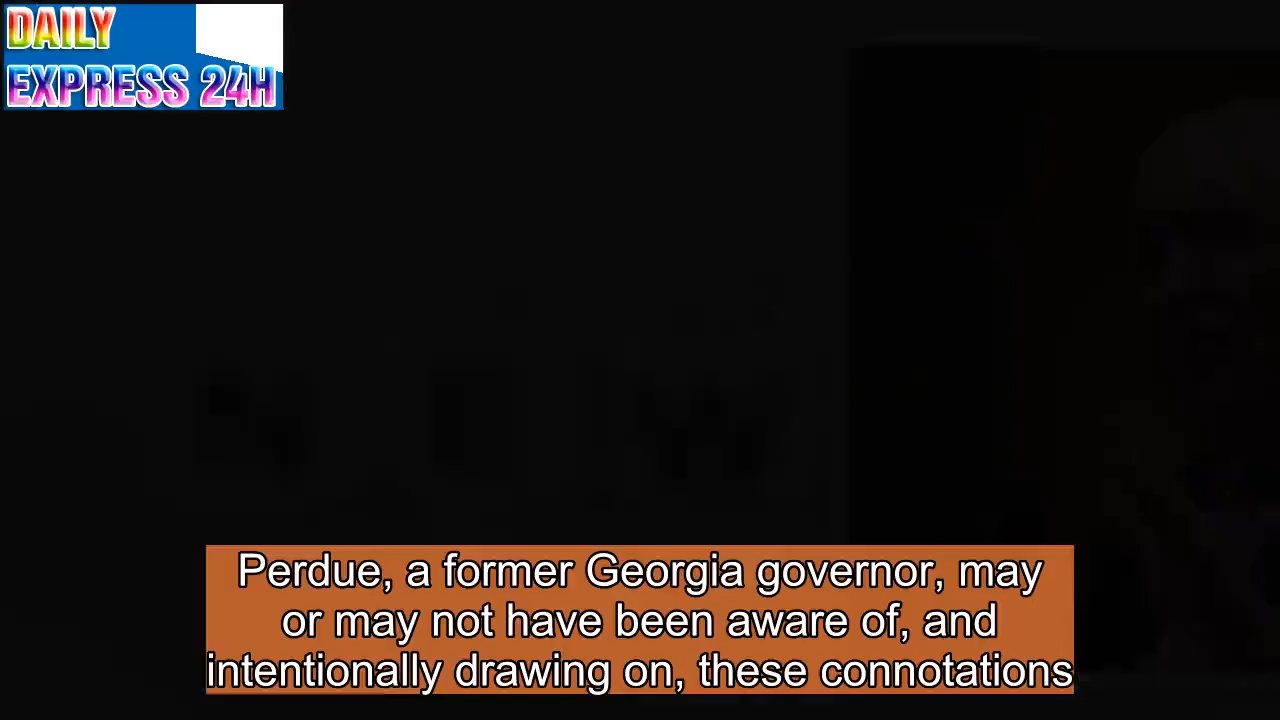 DAILY
EXPRESS 24H
Perdue, a former Georgia governor, may
or may not have been aware of, and
intentionally drawing on, these connotations